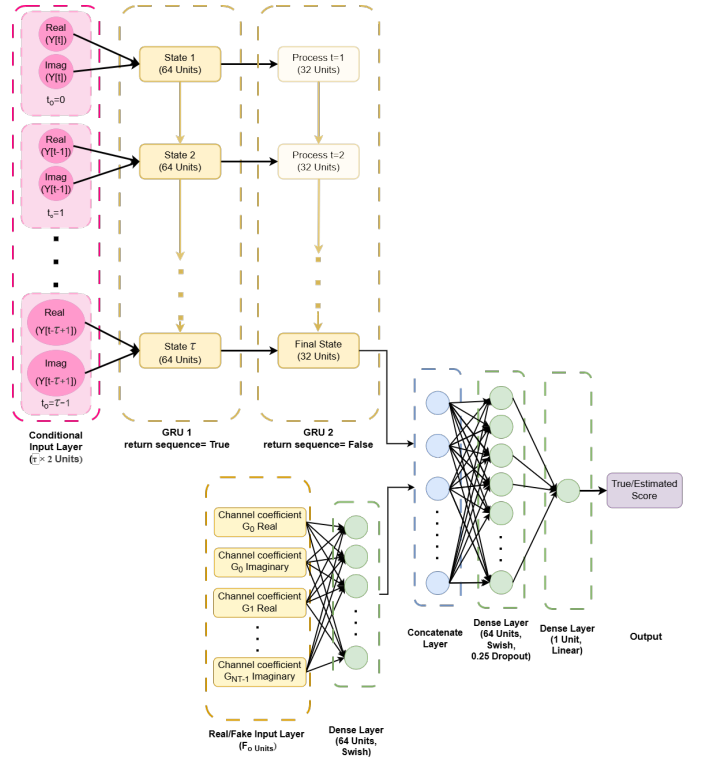 Real
(Y[t])
Imag
(Y[t])
t₀=0
State 1
(64 Units)
Process t=1
(32 Units)
Real
(Y[t-1])
Imag
(Y[t-1])
t₀=1
State 2
(64 Units)
Process t=2
(32 Units)
Real
(Y[t-τ+1])
Imag
(Y[t-τ+1])
t₀=τ-1
State τ
(64 Units)
Final State
(32 Units)
Conditional
Input Layer
(τ × 2 Units)
GRU 1
return sequence= True
GRU 2
return sequence= False
Channel coefficient
G₀ Real
Channel coefficient
G₀ Imaginary
Channel coefficient
G1 Real
Channel coefficient
G_NT-1 Imaginary
Real/Fake Input Layer
(F₀ Units)
Dense Layer
(64 Units,
Swish)
Concatenate
Layer
Dense Layer
(64 Units,
Swish,
0.25 Dropout)
Dense Layer
(1 Unit,
Linear)
True/Estimated
Score
Output